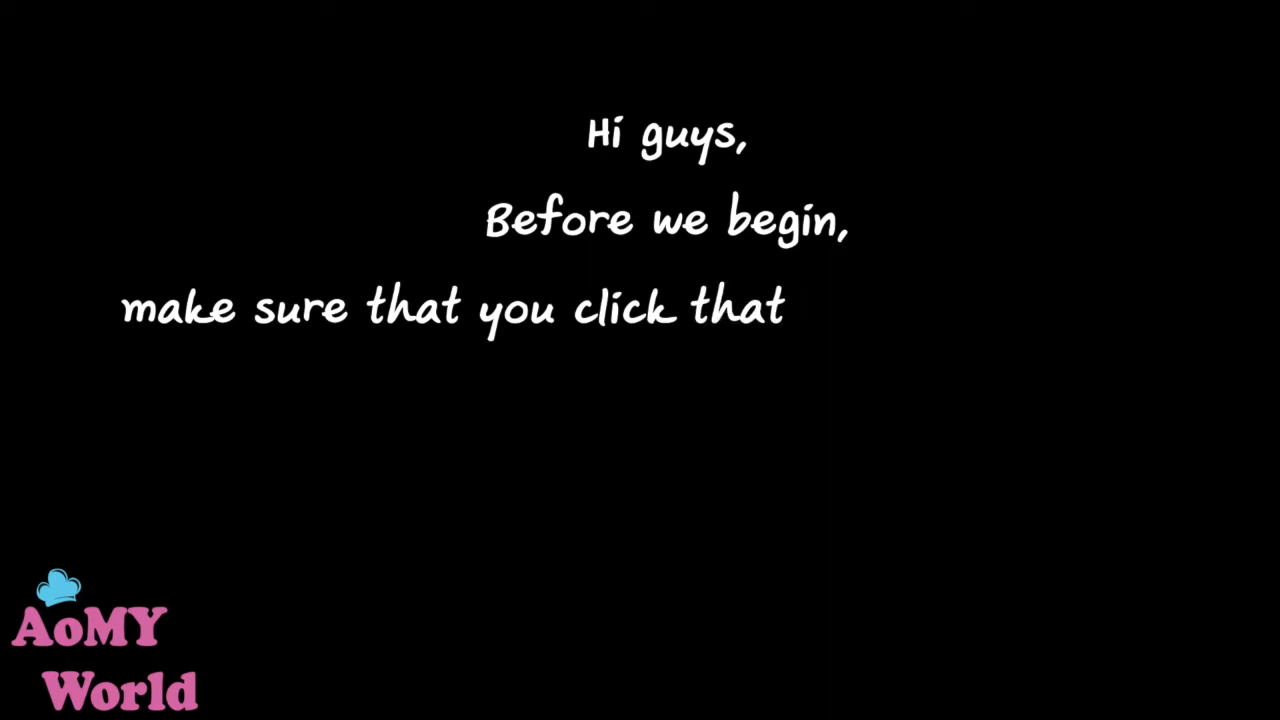 Hi guys,
Before we begin,
make sure that you click that
AoMY
World